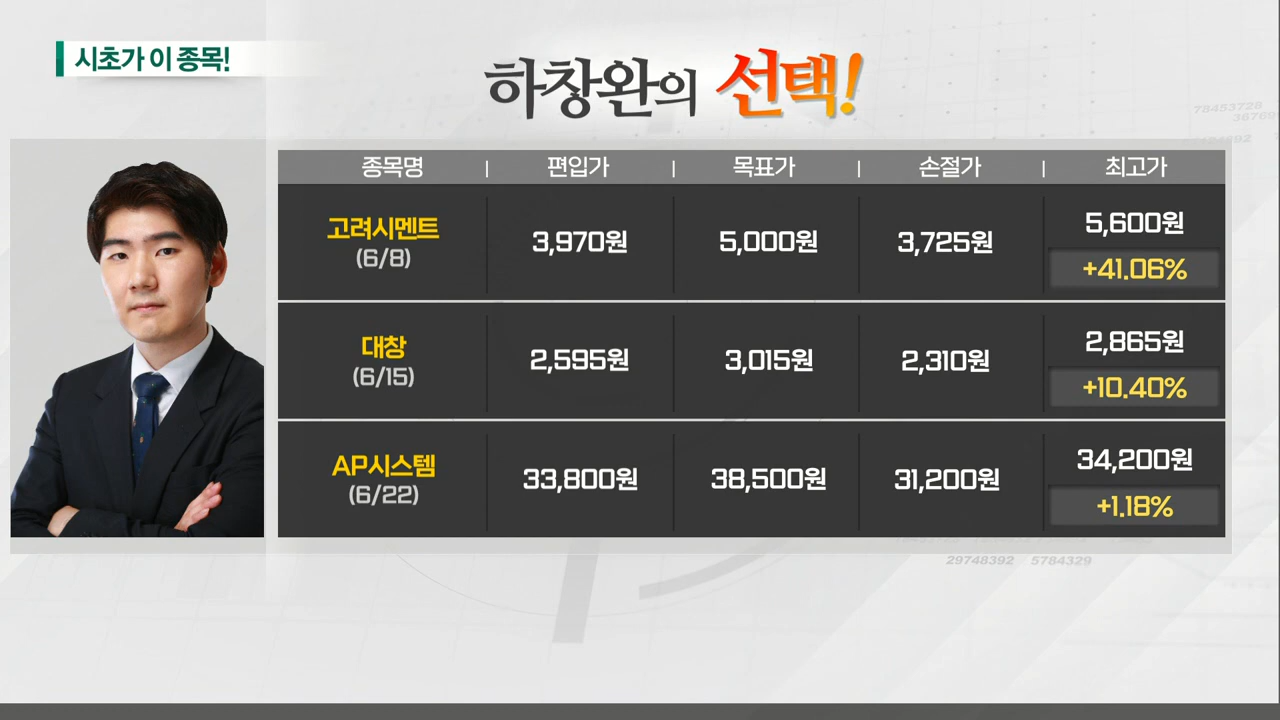 시초가 이 종목!
하창완의 선택!
종목명 | 편입가 | 목표가 | 손절가 | 최고가
고려시멘트 (6/8) 3,970원 5,000원 3,725원 5,600원 +41.06%
대창 (6/15) 2,595원 3,015원 2,310원 2,865원 +10.40%
AP시스템 (6/22) 33,800원 38,500원 31,200원 34,200원 +1.18%
78453728
29748392 5784329